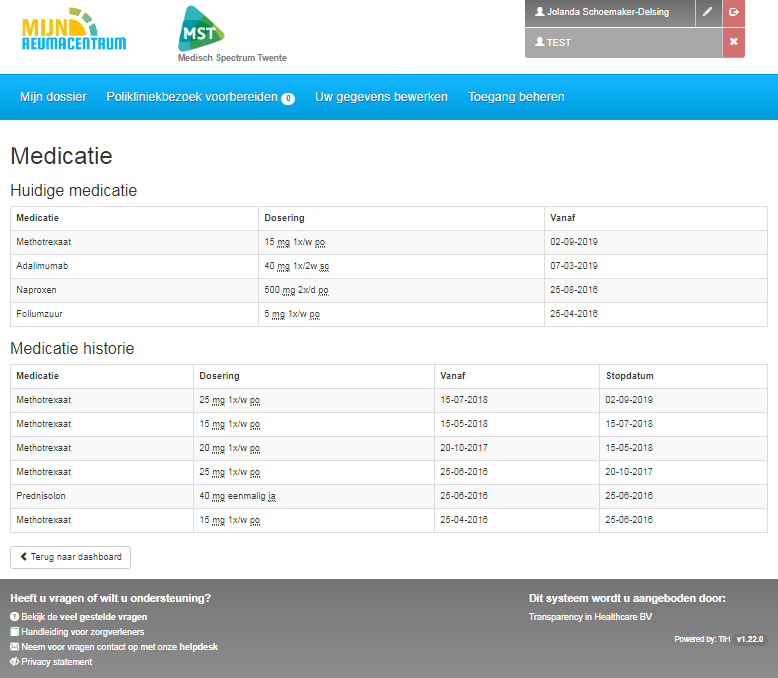 MIJN
REUMACENTRUM
MST
Medisch Spectrum Twente
Jolanda Schoemaker-Delsing
TEST
Mijn dossier Polikliniekbezoek voorbereiden 0 Uw gegevens bewerken Toegang beheren
Medicatie
Huidige medicatie
Medicatie Dosering Vanaf
Methotrexaat 15 mg 1x/w po 02-09-2019
Adalimumab 40 mg 1x/2w sc 07-03-2019
Naproxen 500 mg 2x/d po 25-08-2016
Foliumzuur 5 mg 1x/w po 25-04-2016
Medicatie historie
Medicatie Dosering Vanaf Stopdatum
Methotrexaat 25 mg 1x/w po 15-07-2018 02-09-2019
Methotrexaat 15 mg 1x/w po 15-05-2018 15-07-2018
Methotrexaat 20 mg 1x/w po 20-10-2017 15-05-2018
Methotrexaat 25 mg 1x/w po 25-06-2016 20-10-2017
Prednisolon 40 mg eenmalig ia 25-06-2016 25-06-2016
Methotrexaat 15 mg 1x/w po 25-04-2016 25-06-2016
Terug naar dashboard
Heeft u vragen of wilt u ondersteuning? Dit systeem wordt u aangeboden door:
Bekijk de veel gestelde vragen Transparency in Healthcare BV
Handleiding voor zorgverleners
Powered by: TIH v1.22.0
Neem voor vragen contact op met onze helpdesk
Privacy statement